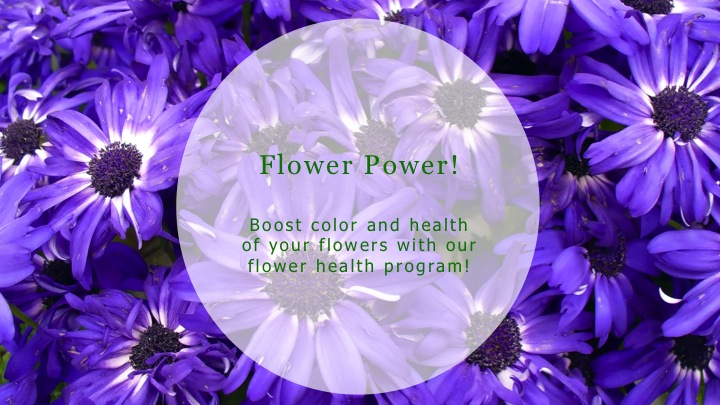 Flower Power!
Boost color and health
of your flowers with our
flower health program!